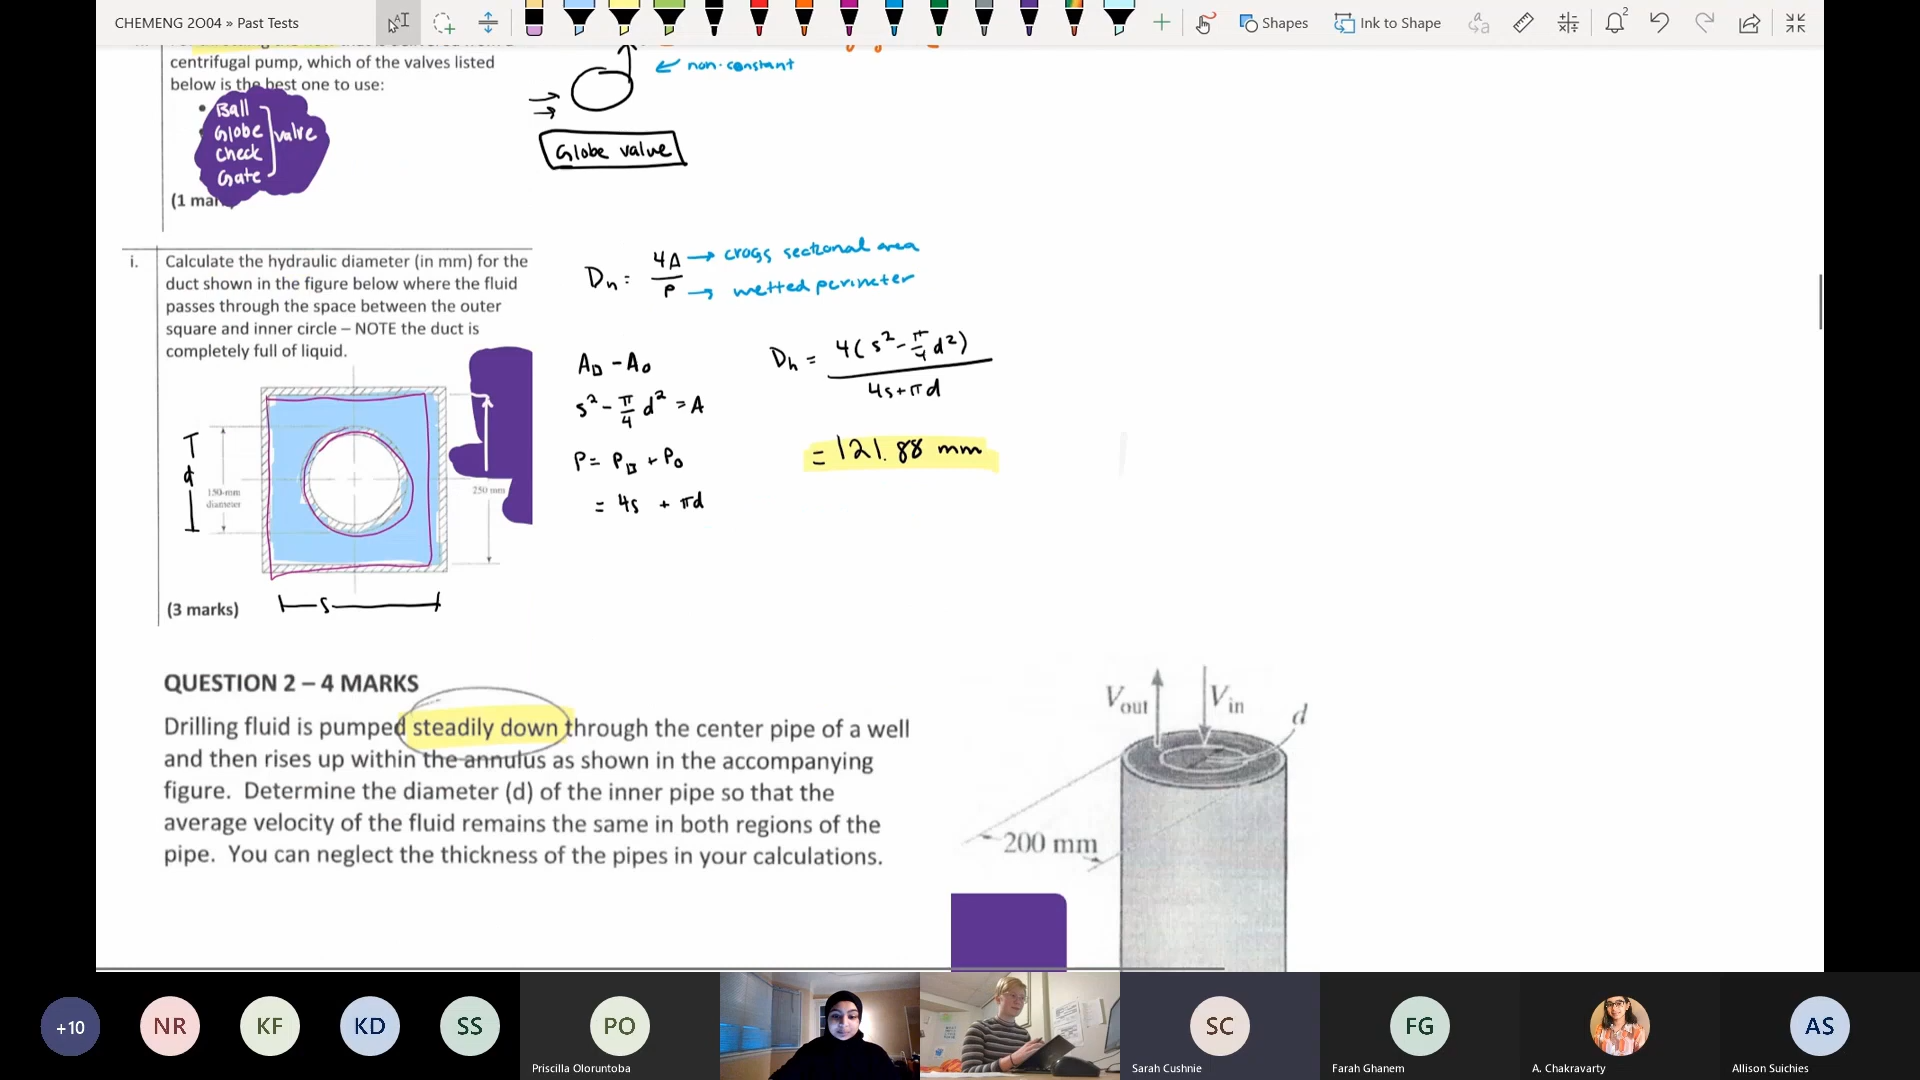 CHEMENG 2O04 » Past Tests
Shapes
Ink to Shape
2
centrifugal pump, which of the valves listed
below is the best one to use:
Ball
Globe
Check
Gate
valve
(1 mar
non-constant
Globe valve
i. Calculate the hydraulic diameter (in mm) for the
duct shown in the figure below where the fluid
passes through the space between the outer
square and inner circle – NOTE the duct is
completely full of liquid.
d
150-mm
diameter
250 mm
s
(3 marks)
Dh = 4A / P
→ cross sectional area
→ wetted perimeter
A□ - A○
s² - π/4 d² = A
P = P□ + P○
= 4s + πd
Dh = 4(s² - π/4 d²) / 4s + πd
= 121.88 mm
QUESTION 2 – 4 MARKS
Drilling fluid is pumped steadily down through the center pipe of a well
and then rises up within the annulus as shown in the accompanying
figure. Determine the diameter (d) of the inner pipe so that the
average velocity of the fluid remains the same in both regions of the
pipe. You can neglect the thickness of the pipes in your calculations.
Vout
Vin
d
200 mm
+10
NR
KF
KD
SS
PO
Priscilla Oloruntoba
SC
Sarah Cushnie
FG
Farah Ghanem
A. Chakravarty
AS
Allison Suichies